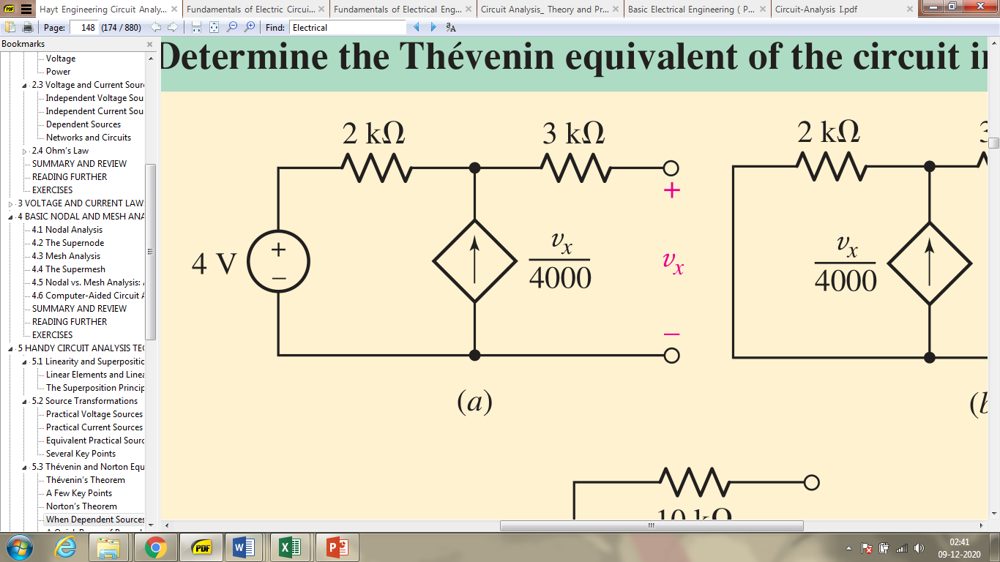 Hayt Engineering Circuit Analy...
Fundamentals of Electric Circui...
Fundamentals of Electrical Eng...
Circuit Analysis_ Theory and Pr...
Basic Electrical Engineering ( P...
Circuit-Analysis I.pdf
Page: 148 (174 / 880)
Find: Electrical
Bookmarks
Voltage
Power
2.3 Voltage and Current Sour
Independent Voltage Sou
Independent Current Sou
Dependent Sources
Networks and Circuits
2.4 Ohm's Law
SUMMARY AND REVIEW
READING FURTHER
EXERCISES
3 VOLTAGE AND CURRENT LAW
4 BASIC NODAL AND MESH ANA
4.1 Nodal Analysis
4.2 The Supernode
4.3 Mesh Analysis
4.4 The Supermesh
4.5 Nodal vs. Mesh Analysis:
4.6 Computer-Aided Circuit A
SUMMARY AND REVIEW
READING FURTHER
EXERCISES
5 HANDY CIRCUIT ANALYSIS TE
5.1 Linearity and Superpositic
Linear Elements and Linea
The Superposition Princip
5.2 Source Transformations
Practical Voltage Sources
Practical Current Sources
Equivalent Practical Sourc
Several Key Points
5.3 Thévenin and Norton Equ
Thévenin's Theorem
A Few Key Points
Norton's Theorem
When Dependent Sources
Determine the Thévenin equivalent of the circuit in
2 kΩ
3 kΩ
4 V
+
−
vx
4000
+
vx
−
(a)
2 kΩ
3
vx
4000
(b
10 kΩ
PDF
W
X
P
02:41
09-12-2020